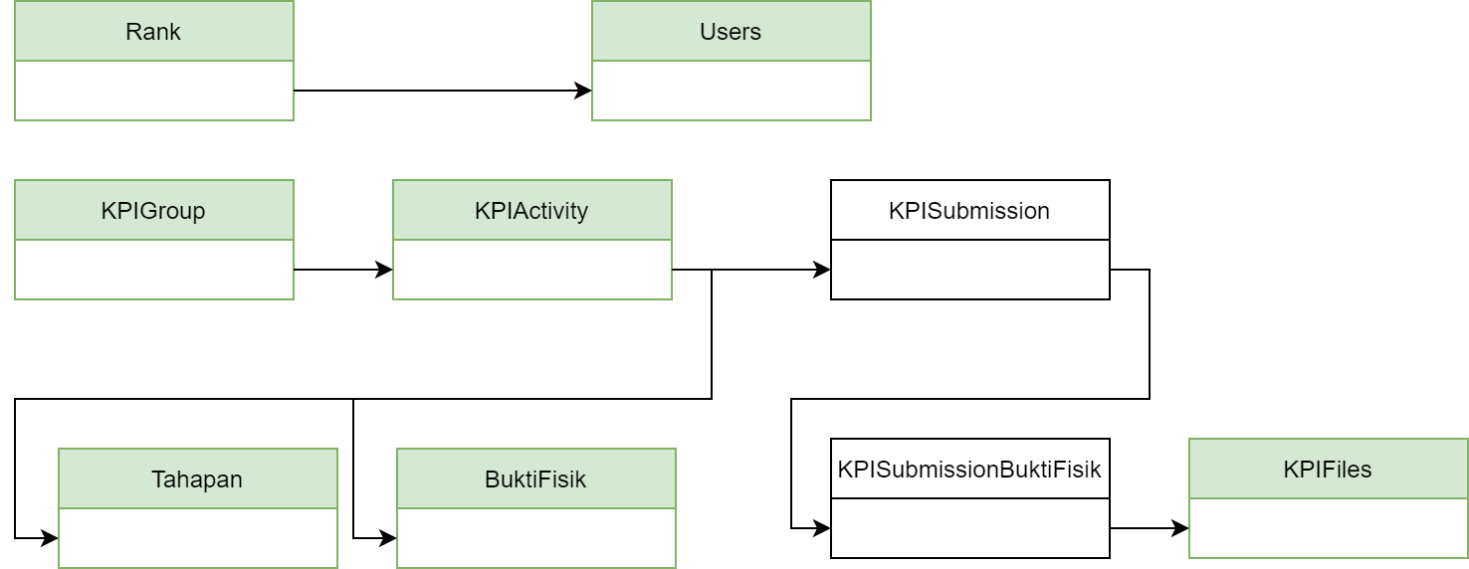 Rank
Users
KPIGroup
KPIActivity
KPISubmission
Tahapan
BuktiFisik
KPISubmissionBuktiFisik
KPIFiles